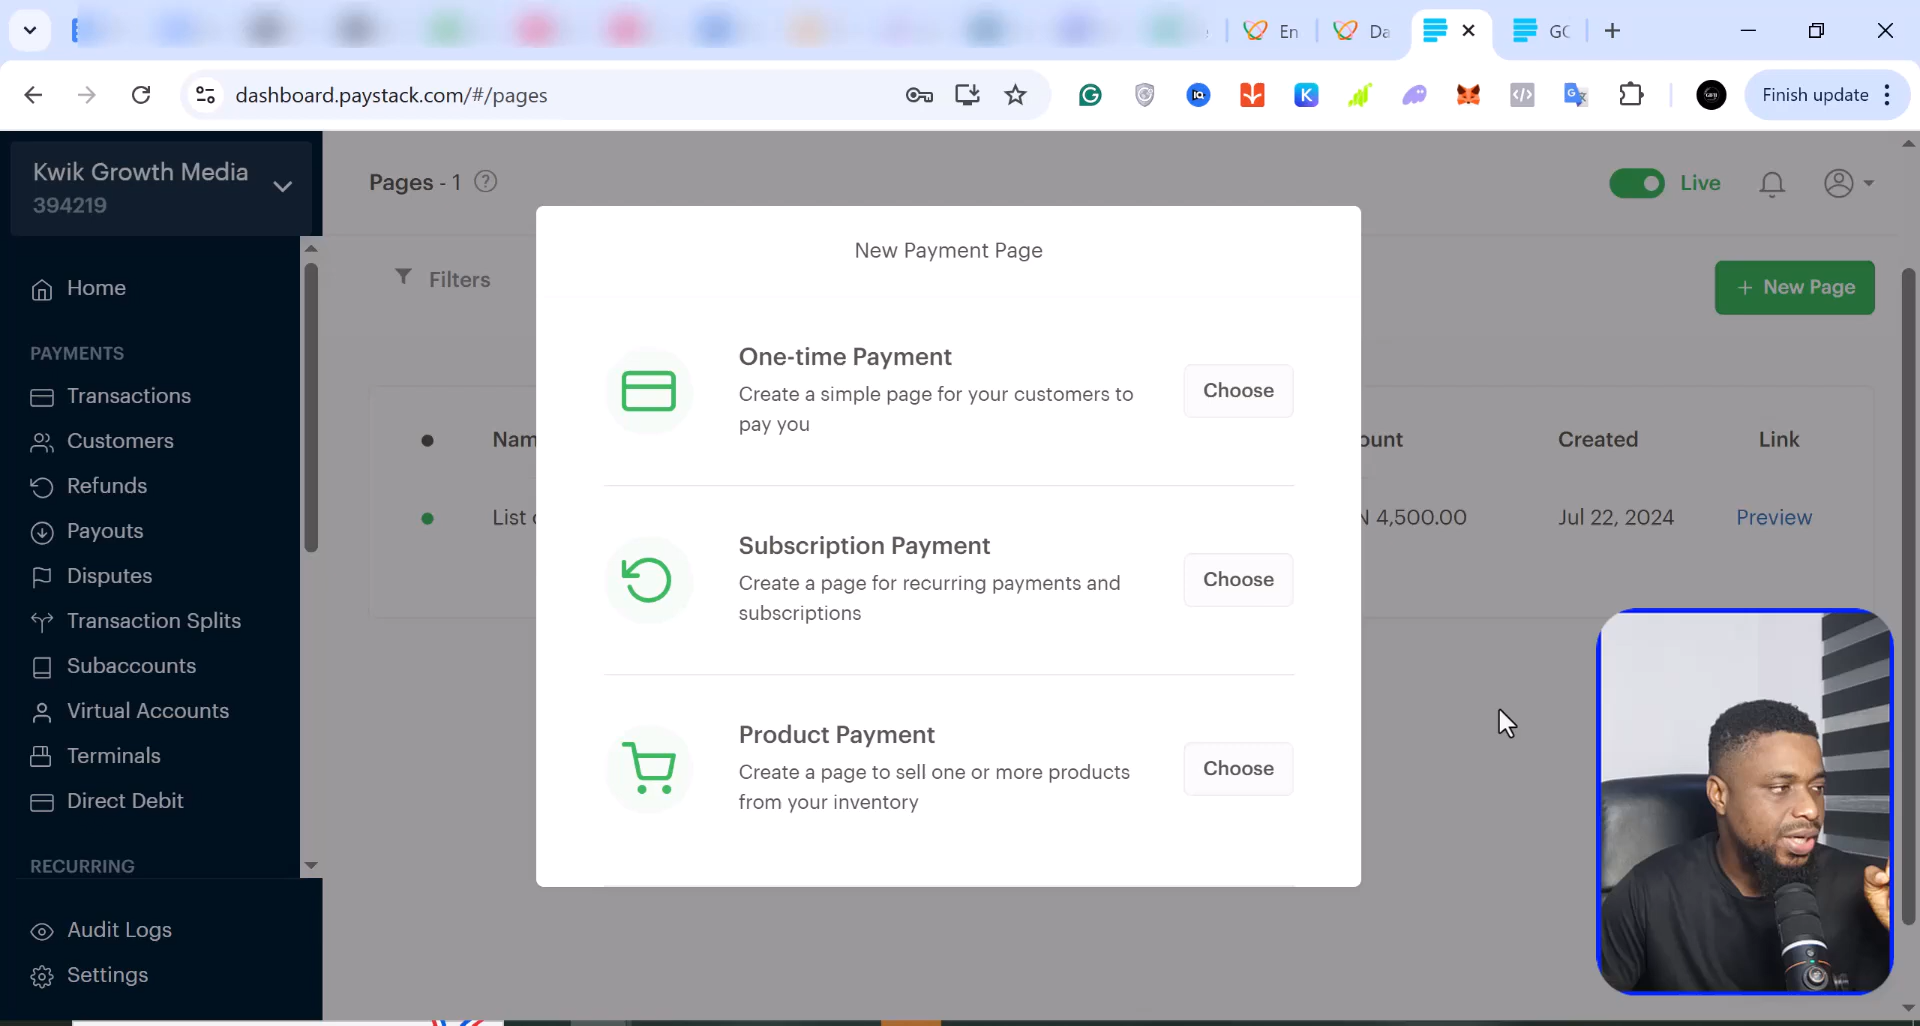 En
Da
GC
dashboard.paystack.com/#/pages
Finish update
Kwik Growth Media
394219
Pages - 1
Live
Filters
+ New Page
Home
PAYMENTS
Transactions
Customers
Refunds
Payouts
Disputes
Transaction Splits
Subaccounts
Virtual Accounts
Terminals
Direct Debit
RECURRING
Audit Logs
Settings
New Payment Page
One-time Payment
Create a simple page for your customers to
pay you
Choose
Subscription Payment
Create a page for recurring payments and
subscriptions
Choose
Product Payment
Create a page to sell one or more products
from your inventory
Choose
Created
Link
List
4,500.00
Jul 22, 2024
Preview